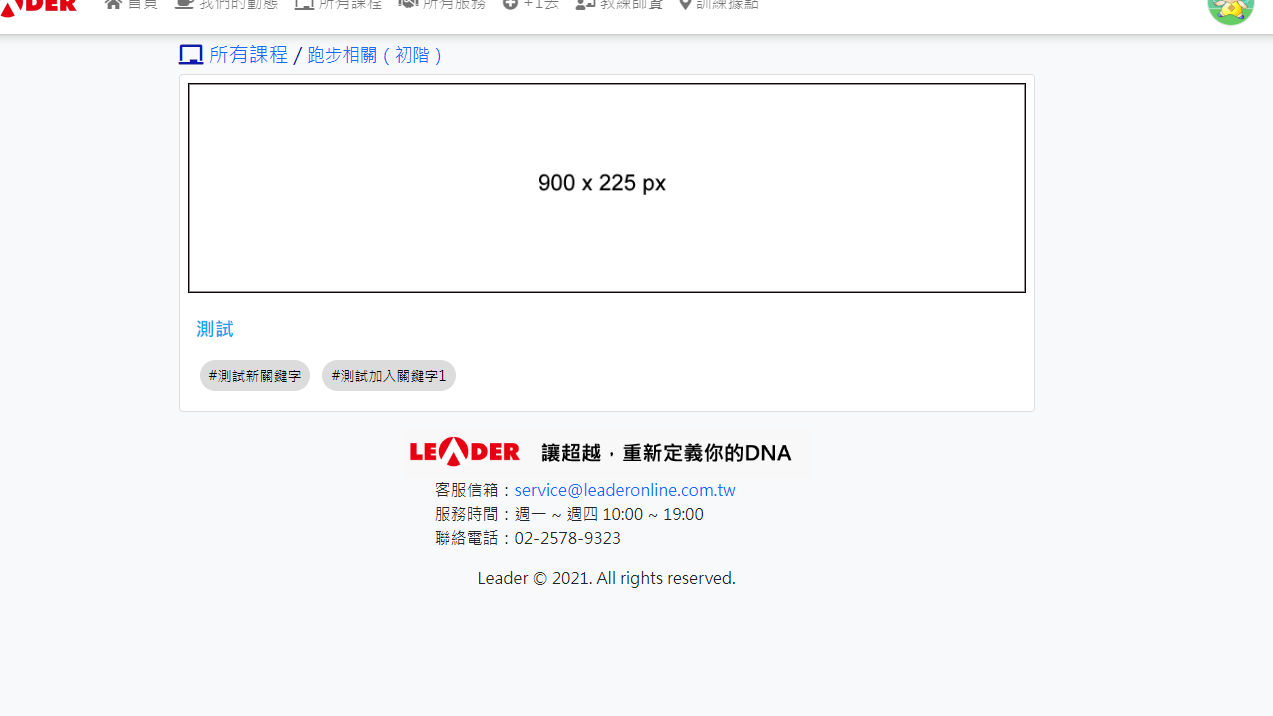 LEADER 首頁 我們的動態 所有課程 所有服務 +1去 教練師資 訓練據點
所有課程 / 跑步相關 ( 初階 )
900 x 225 px
測試
#測試新關鍵字 #測試加入關鍵字1
LEADER 讓超越，重新定義你的DNA
客服信箱：service@leaderonline.com.tw
服務時間：週一 ~ 週四 10:00 ~ 19:00
聯絡電話：02-2578-9323
Leader © 2021. All rights reserved.